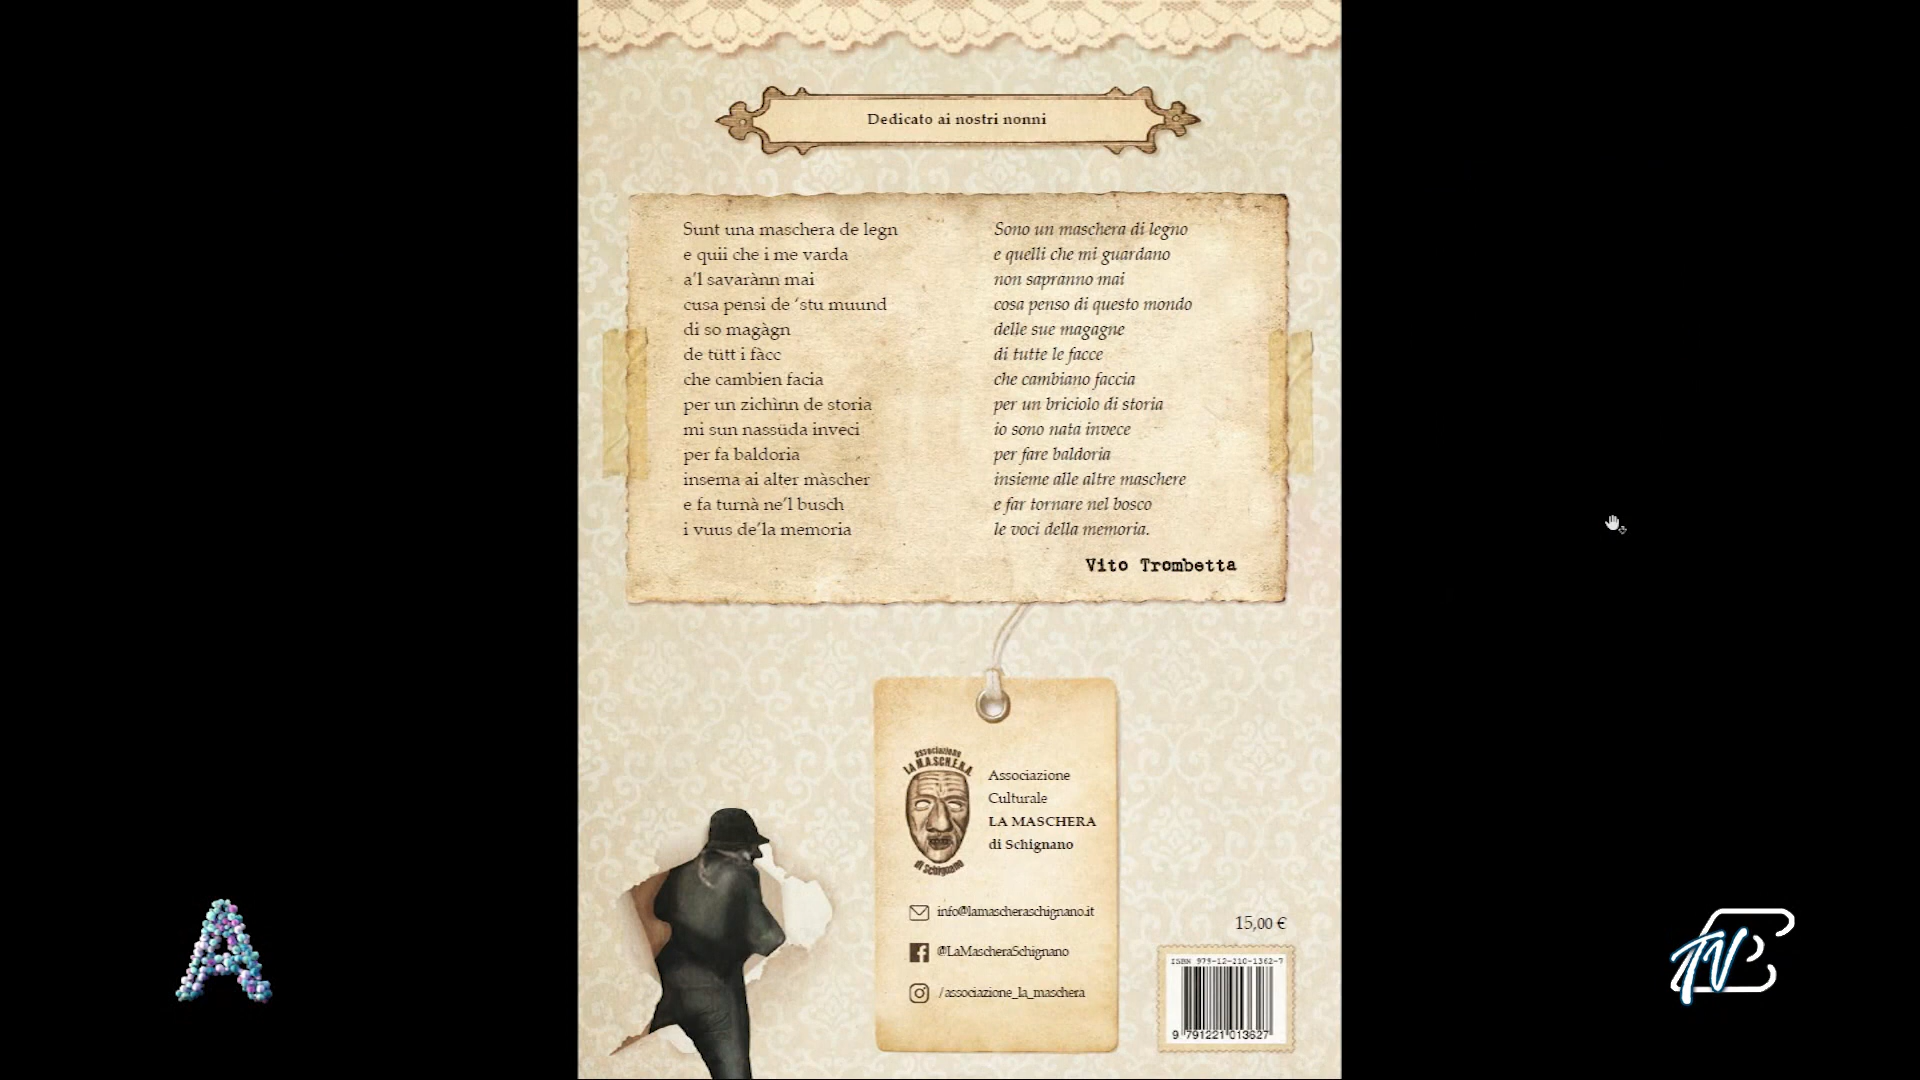 Dedicato ai nostri nonni
Sunt una maschera de legn
e quii che i me varda
a'l savarànn mai
cusa pensi de ‘stu muund
di so magàgn
de tütt i fàcc
che cambien facia
per un zichìnn de storia
mi sun nassüda inveci
per fa baldoria
insema ai alter màscher
e fa turnà ne’l busch
i vuus de’la memoria
Sono un maschera di legno
e quelli che mi guardano
non sapranno mai
cosa penso di questo mondo
delle sue magagne
di tutte le facce
che cambiano faccia
per un briciolo di storia
io sono nata invece
per fare baldoria
insieme alle altre maschere
e far tornare nel bosco
le voci della memoria.
Vito Trombetta
associazione
LA M.A.SCH.E.R.A.
di Schignano
Associazione
Culturale
LA MASCHERA
di Schignano
info@lamascheraschignano.it
@LaMascheraSchignano
/associazione_la_maschera
15,00 €
ISBN 979-12-210-1362-7
9 791221 013627
A